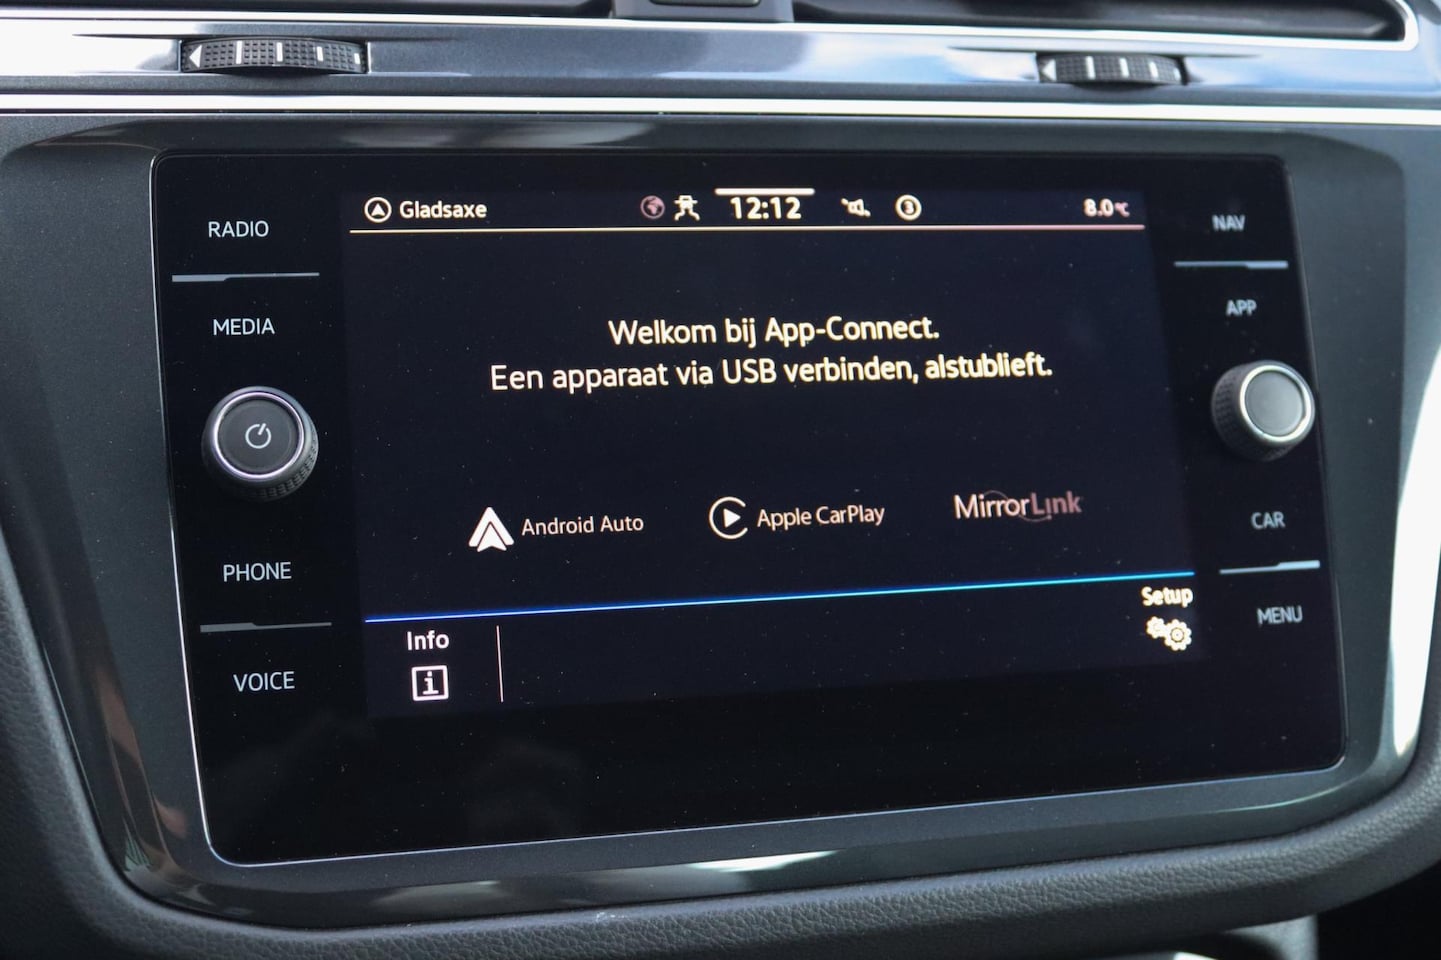 Gladsaxe
12:12
3
8.0°C
RADIO
MEDIA
PHONE
VOICE
NAV
APP
CAR
MENU
Welkom bij App-Connect.
Een apparaat via USB verbinden, alstublieft.
Android Auto
Apple CarPlay
MirrorLink
Info
i
Setup